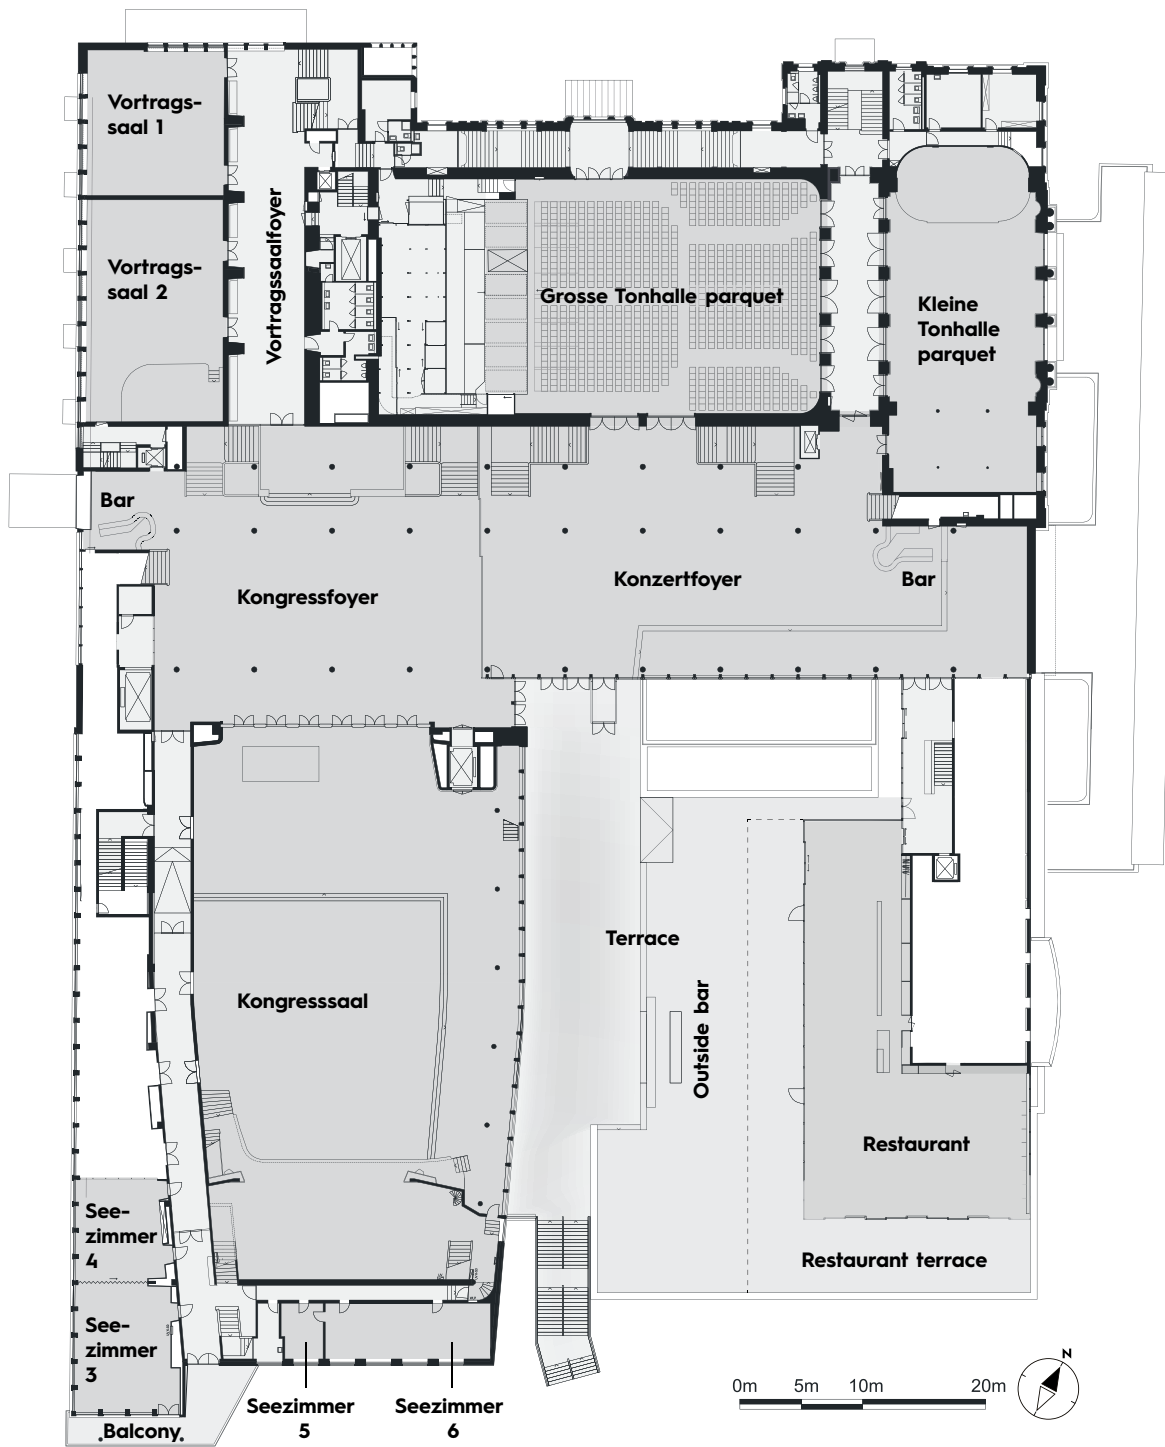 Vortrags-
saal 1
Vortrags-
saal 2
Vortragssaalfoyer
Grosse Tonhalle parquet
Kleine
Tonhalle
parquet
Bar
Kongressfoyer
Konzertfoyer
Bar
Terrace
Outside bar
Kongresssaal
Restaurant
Restaurant terrace
See-
zimmer
4
See-
zimmer
3
Seezimmer
5
Seezimmer
6
Balcony
0m 5m 10m 20m
N